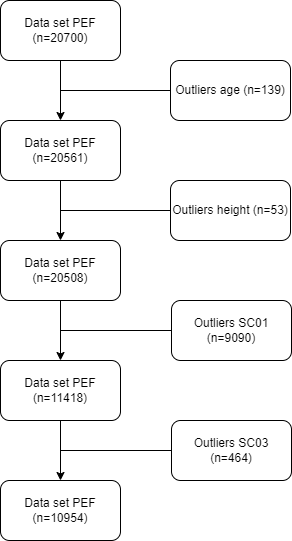 Data set PEF
(n=20700)
Outliers age (n=139)
Data set PEF
(n=20561)
Outliers height (n=53)
Data set PEF
(n=20508)
Outliers SC01
(n=9090)
Data set PEF
(n=11418)
Outliers SC03
(n=464)
Data set PEF
(n=10954)